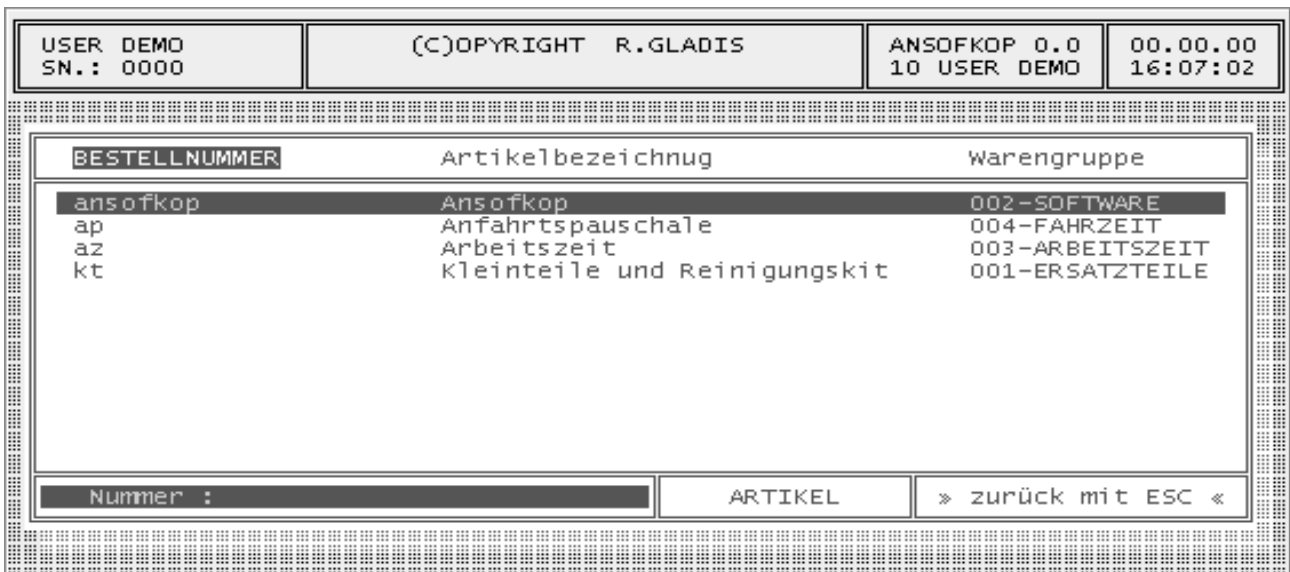 USER DEMO (C)OPYRIGHT R.GLADIS ANSOFKOP 0.0 00.00.00
SN.: 0000 10 USER DEMO 16:07:02
BESTELLNUMMER Artikelbezeichnug Warengruppe
ansofkop Ansofkop 002-SOFTWARE
ap Anfahrtspauschale 004-FAHRZEIT
az Arbeitszeit 003-ARBEITSZEIT
kt Kleinteile und Reinigungskit 001-ERSATZTEILE
Nummer : ARTIKEL » zurück mit ESC «